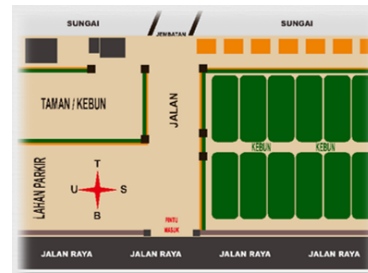 SUNGAI
SUNGAI
JEMBATAN
TAMAN / KEBUN
JALAN
KEBUN
KEBUN
LAHAN PARKIR
T
U
S
B
PINTU
MASUK
JALAN RAYA
JALAN RAYA
JALAN RAYA
JALAN RAYA